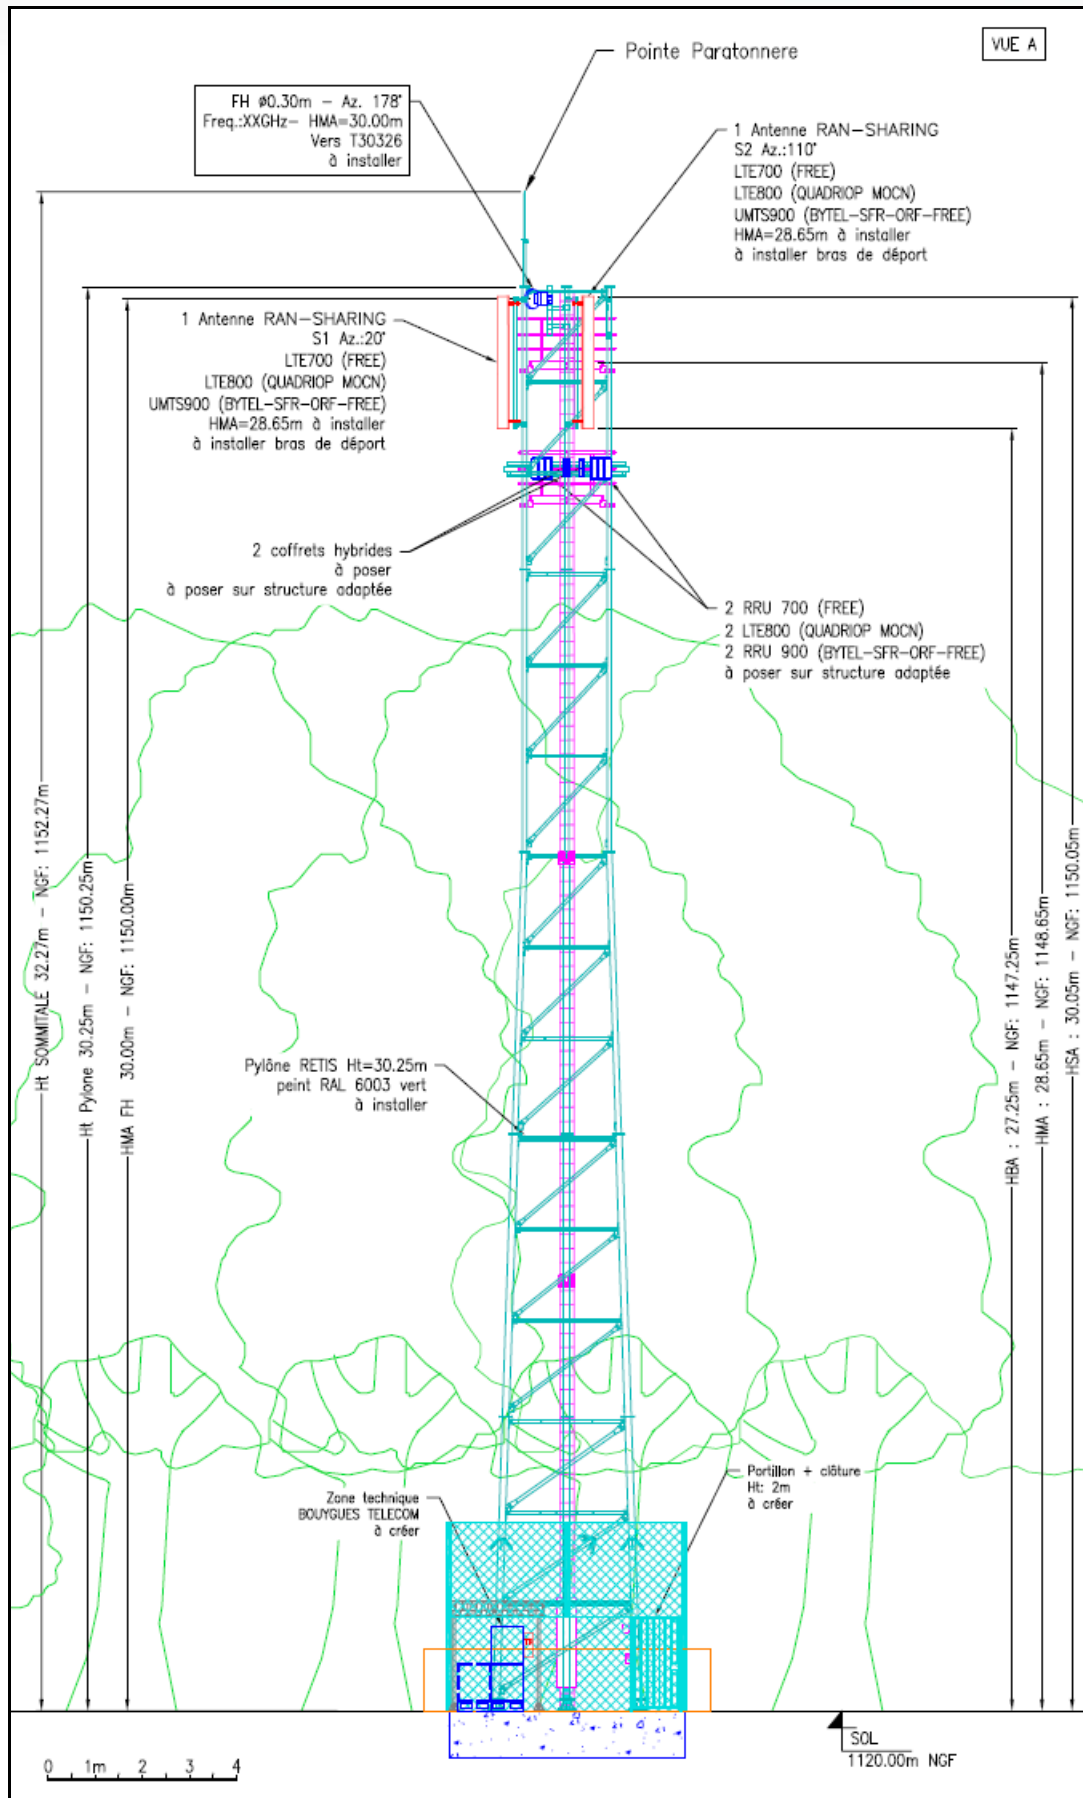 VUE A
Pointe Paratonnere
FH ø0.30m – Az. 178°
Freq.:XXGHz– HMA=30.00m
Vers T30326
à installer
1 Antenne RAN–SHARING
S2 Az.:110°
LTE700 (FREE)
LTE800 (QUADRIOP MOCN)
UMTS900 (BYTEL–SFR–ORF–FREE)
HMA=28.65m à installer
à installer bras de déport
1 Antenne RAN–SHARING
S1 Az.:20°
LTE700 (FREE)
LTE800 (QUADRIOP MOCN)
UMTS900 (BYTEL–SFR–ORF–FREE)
HMA=28.65m à installer
à installer bras de déport
2 coffrets hybrides
à poser
à poser sur structure adaptée
2 RRU 700 (FREE)
2 LTE800 (QUADRIOP MOCN)
2 RRU 900 (BYTEL–SFR–ORF–FREE)
à poser sur structure adaptée
Ht SOMMITALE 32.27m – NGF: 1152.27m
Ht Pylone 30.25m – NGF: 1150.25m
HMA FH 30.00m – NGF: 1150.00m
HBA : 27.25m – NGF: 1147.25m
HMA : 28.65m – NGF: 1148.65m
HSA : 30.05m – NGF: 1150.05m
Pylône RETIS Ht=30.25m
peint RAL 6003 vert
à installer
Zone technique
BOUYGUES TELECOM
à créer
Portillon + clôture
Ht: 2m
à créer
SOL
1120.00m NGF
0 1m 2 3 4